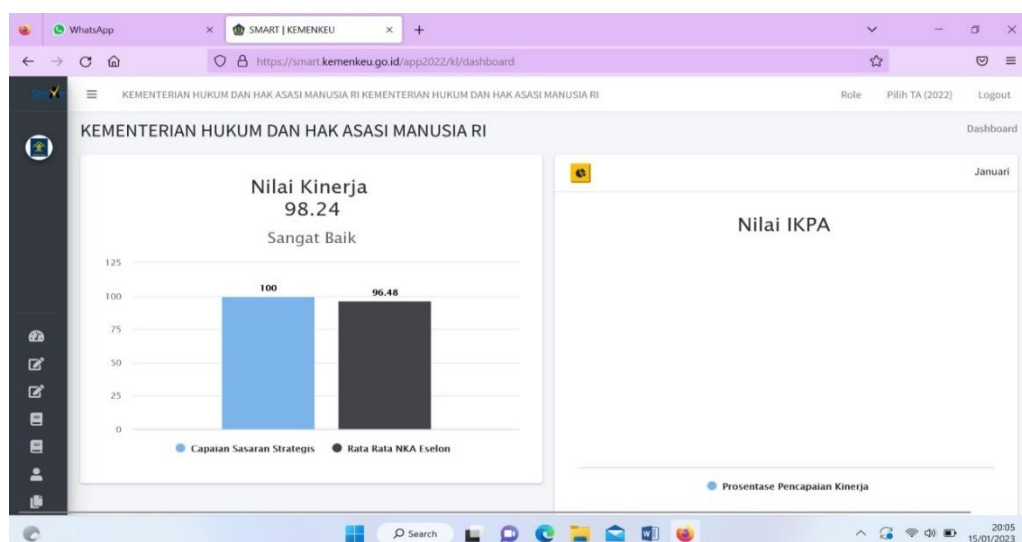 WhatsApp
SMART | KEMENKEU
https://smart.kemenkeu.go.id/app2022/kl/dashboard
KEMENTERIAN HUKUM DAN HAK ASASI MANUSIA RI KEMENTERIAN HUKUM DAN HAK ASASI MANUSIA RI
Role Pilih TA (2022) Logout
KEMENTERIAN HUKUM DAN HAK ASASI MANUSIA RI
Dashboard
Nilai Kinerja
98.24
Sangat Baik
125
100
75
50
25
0
100
96.48
Capaian Sasaran Strategis Rata Rata NKA Eselon
Januari
Nilai IKPA
Prosentase Pencapaian Kinerja
Search
20:05
15/01/2023